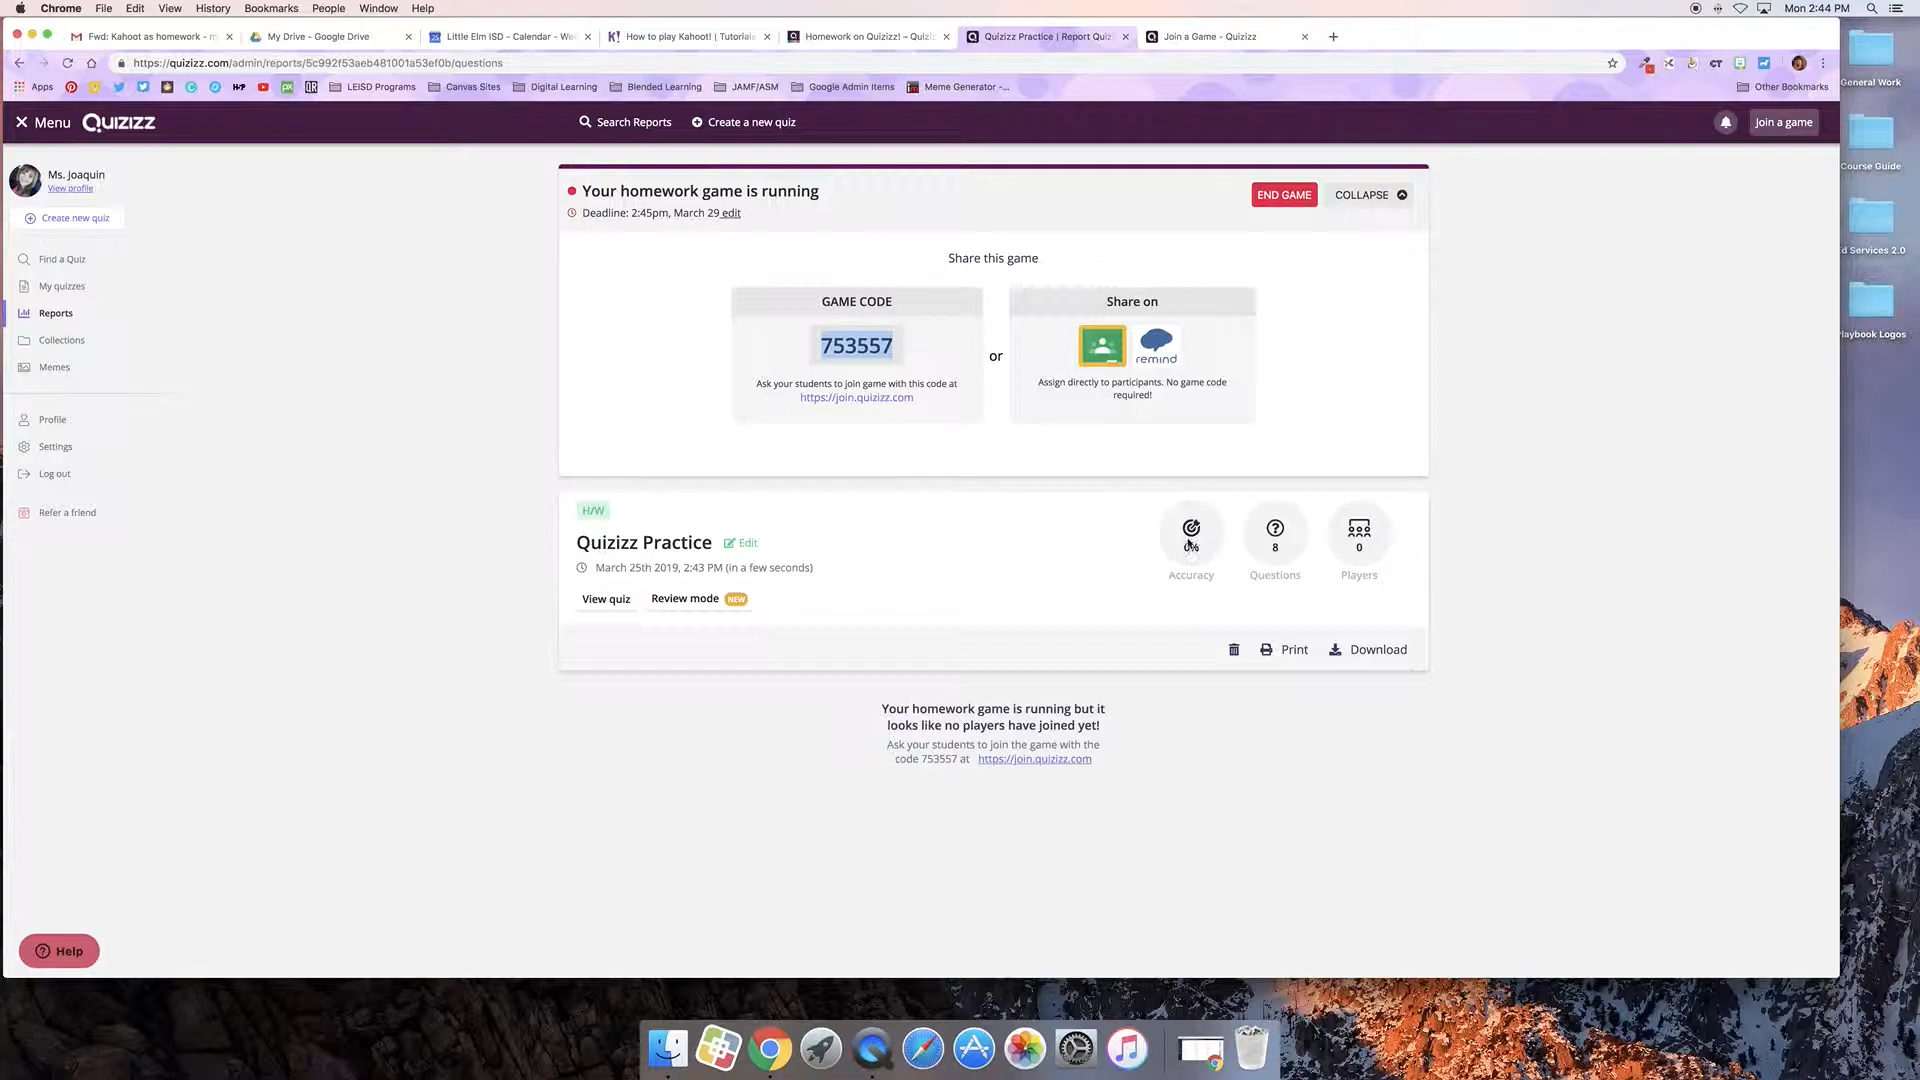 Chrome File Edit View History Bookmarks People Window Help Mon 2:44 PM
Fwd: Kahoot as homework - m My Drive - Google Drive Little Elm ISD - Calendar - We How to play Kahoot! | Tutorials Homework on Quizizz! – Quiziz Quizizz Practice | Report Quiz Join a Game - Quizizz
https://quizizz.com/admin/reports/5c992f53aeb481001a53ef0b/questions
Apps LEISD Programs Canvas Sites Digital Learning Blended Learning JAMF/ASM Google Admin Items Meme Generator -... Other Bookmarks
General Work
Menu Quizizz Search Reports Create a new quiz Join a game
Course Guide
Ed Services 2.0
Playbook Logos
Ms. Joaquin
View profile
Create new quiz
Find a Quiz
My quizzes
Reports
Collections
Memes
Profile
Settings
Log out
Refer a friend
Help
Your homework game is running
END GAME COLLAPSE
Deadline: 2:45pm, March 29 edit
Share this game
GAME CODE
753557
Ask your students to join game with this code at
https://join.quizizz.com
or
Share on
remind
Assign directly to participants. No game code
required!
H/W
Quizizz Practice Edit
March 25th 2019, 2:43 PM (in a few seconds)
View quiz Review mode NEW
0% 8 0
Accuracy Questions Players
Print Download
Your homework game is running but it
looks like no players have joined yet!
Ask your students to join the game with the
code 753557 at https://join.quizizz.com